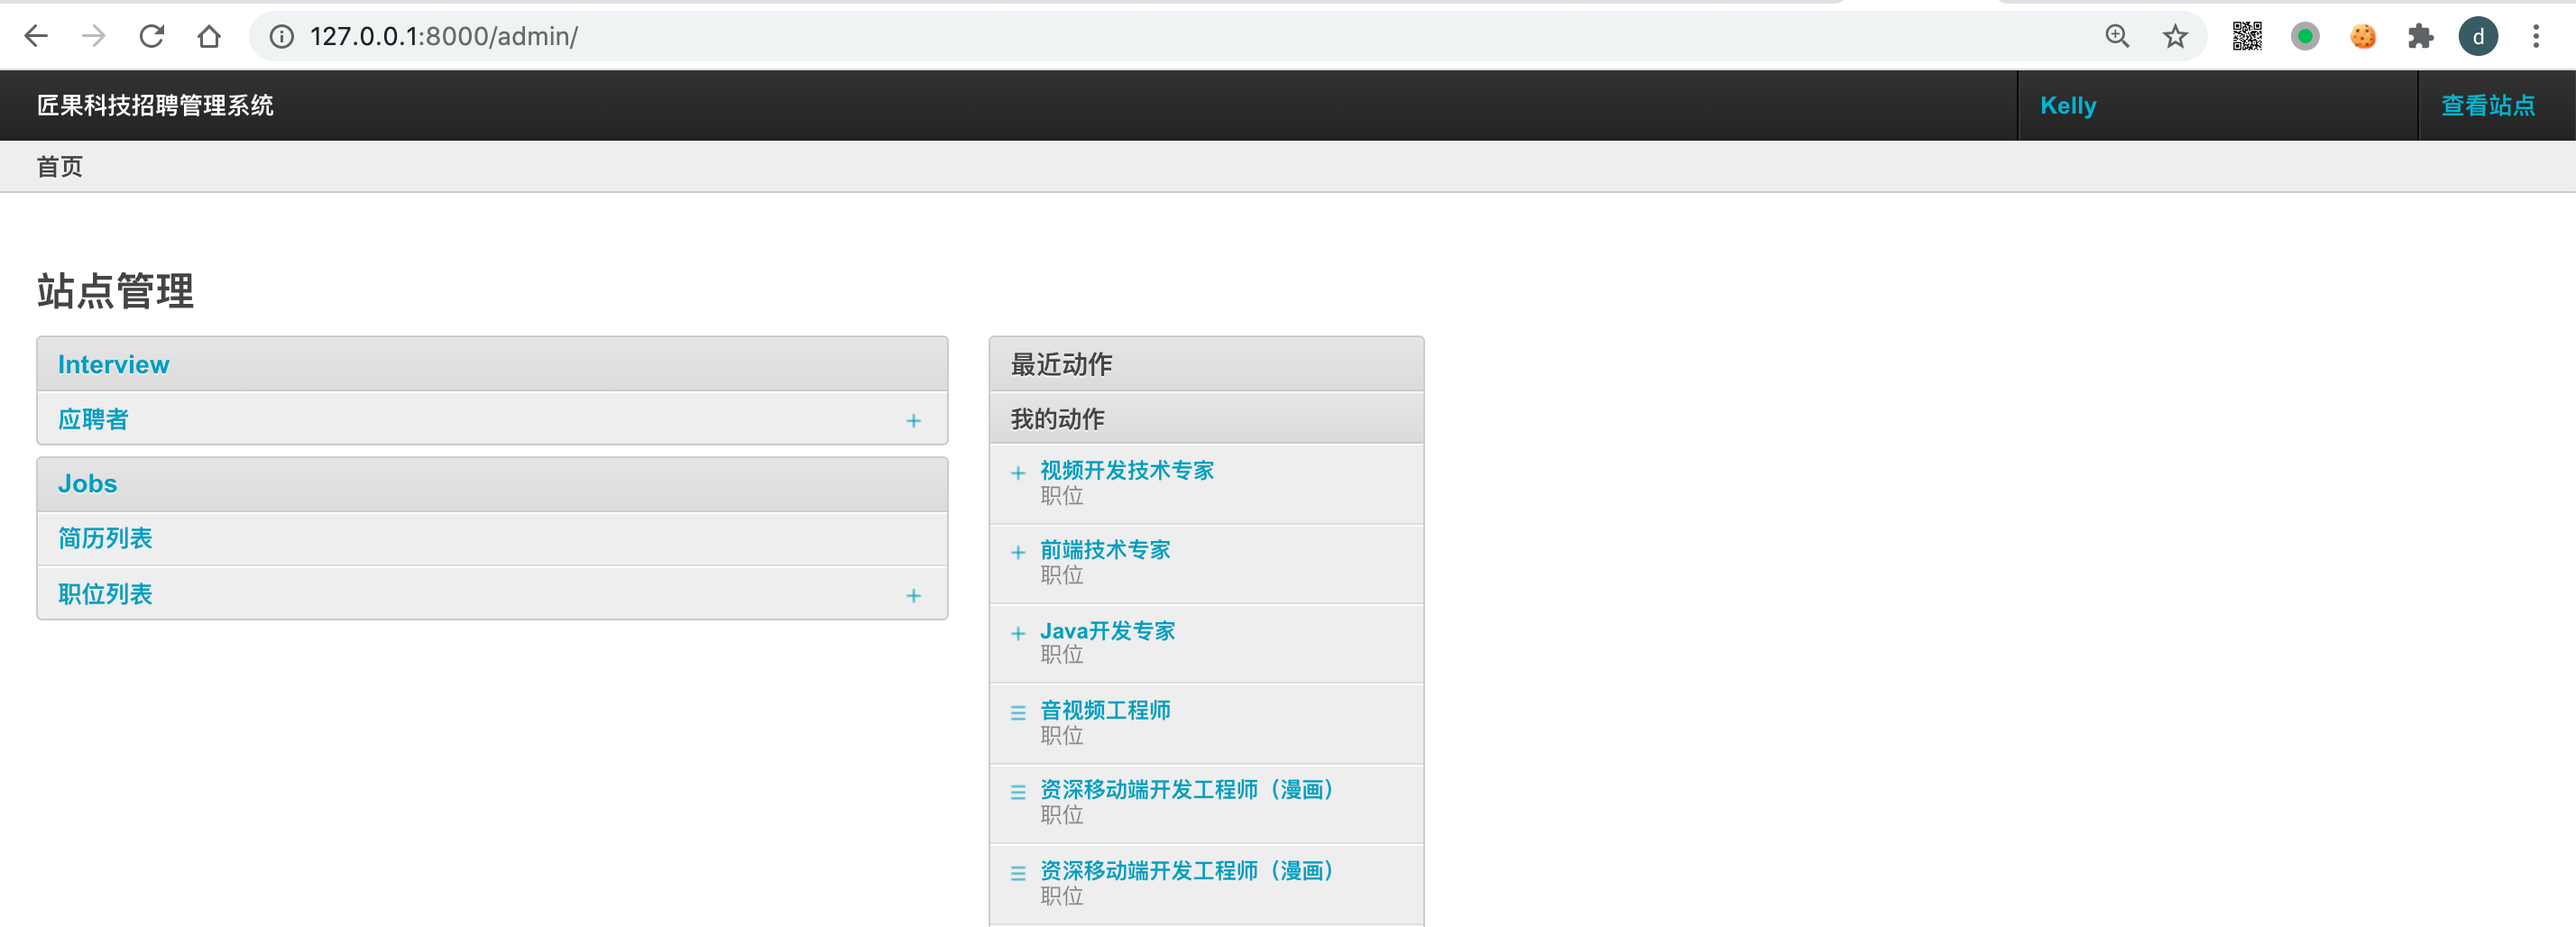 127.0.0.1:8000/admin/
d
匠果科技招聘管理系统
Kelly
查看站点
首页
站点管理
Interview
应聘者
Jobs
简历列表
职位列表
最近动作
我的动作
视频开发技术专家
职位
前端技术专家
职位
Java开发专家
职位
音视频工程师
职位
资深移动端开发工程师（漫画）
职位
资深移动端开发工程师（漫画）
职位